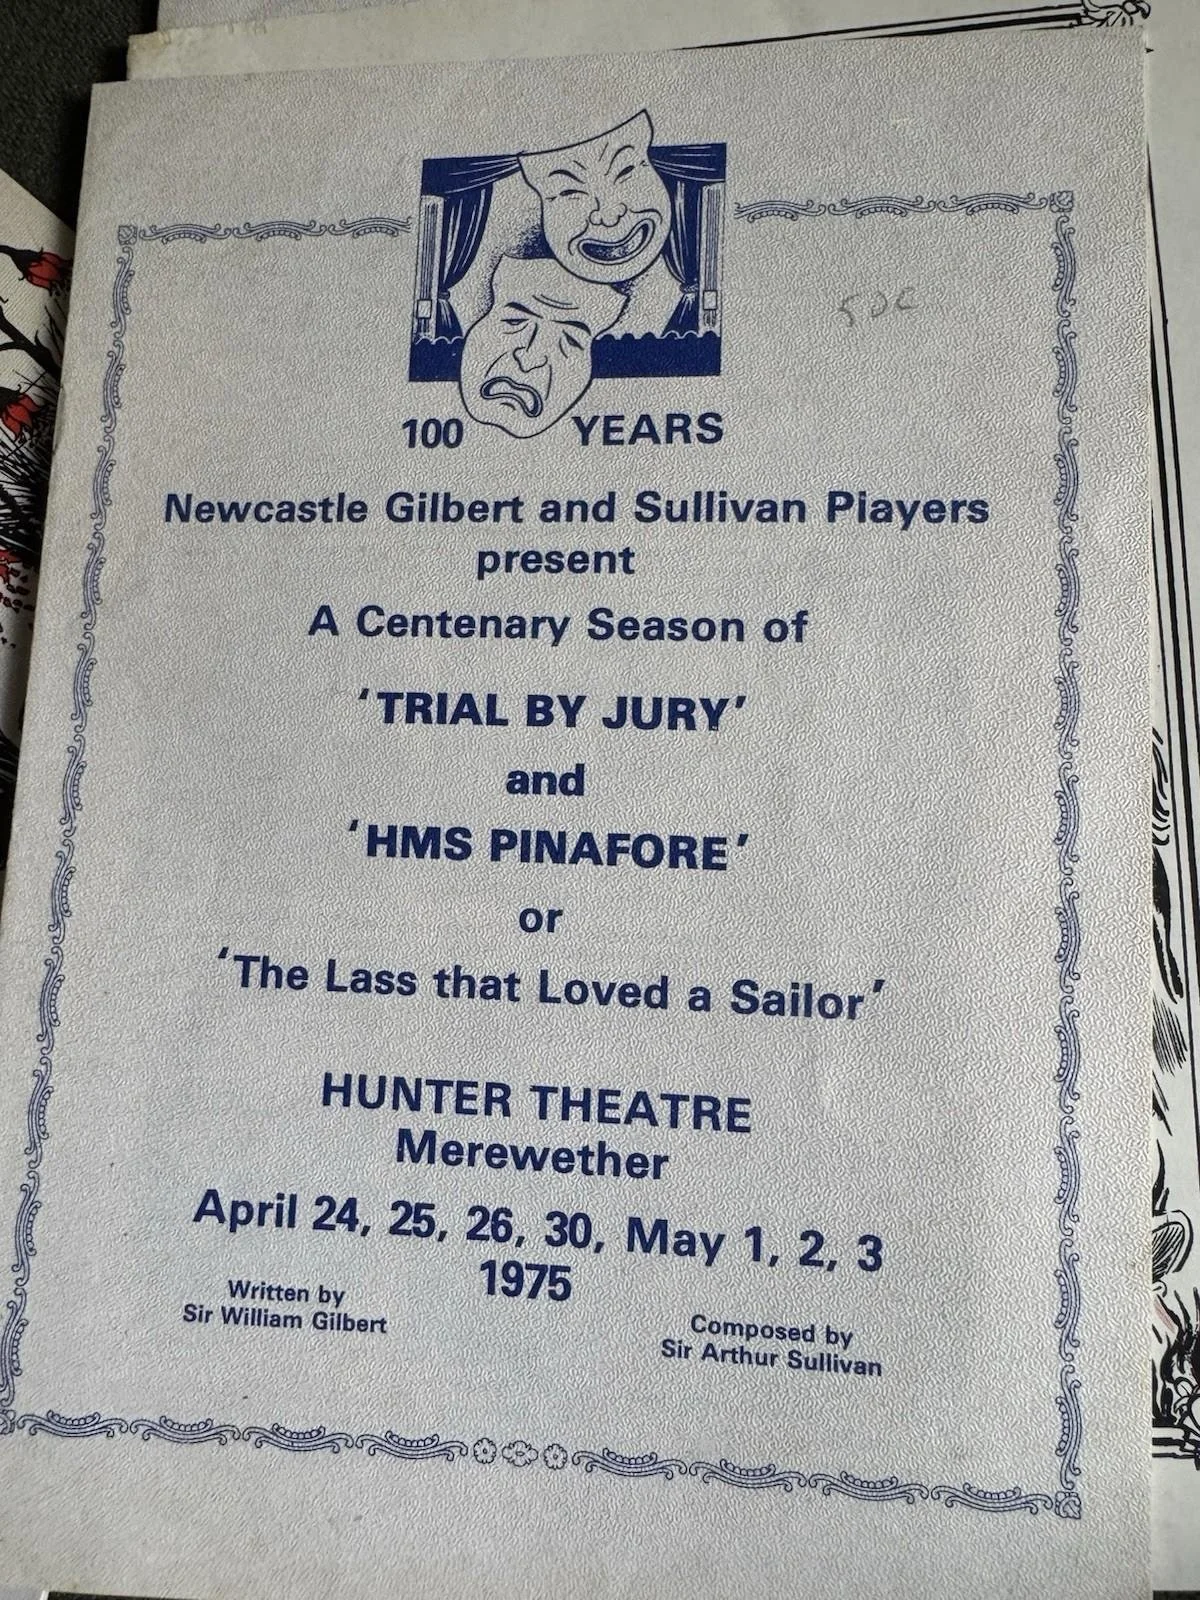 50c
100 YEARS
Newcastle Gilbert and Sullivan Players
present
A Centenary Season of
'TRIAL BY JURY'
and
'HMS PINAFORE'
or
'The Lass that Loved a Sailor'
HUNTER THEATRE
Merewether
April 24, 25, 26, 30, May 1, 2, 3
1975
Written by
Sir William Gilbert
Composed by
Sir Arthur Sullivan